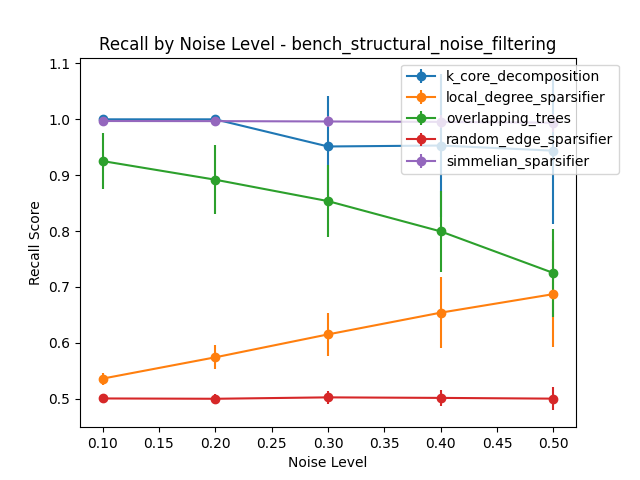 Recall by Noise Level - bench_structural_noise_filtering
1.1
1.0
0.9
0.8
0.7
0.6
0.5
Recall Score
k_core_decomposition
local_degree_sparsifier
overlapping_trees
random_edge_sparsifier
simmelian_sparsifier
0.10 0.15 0.20 0.25 0.30 0.35 0.40 0.45 0.50
Noise Level